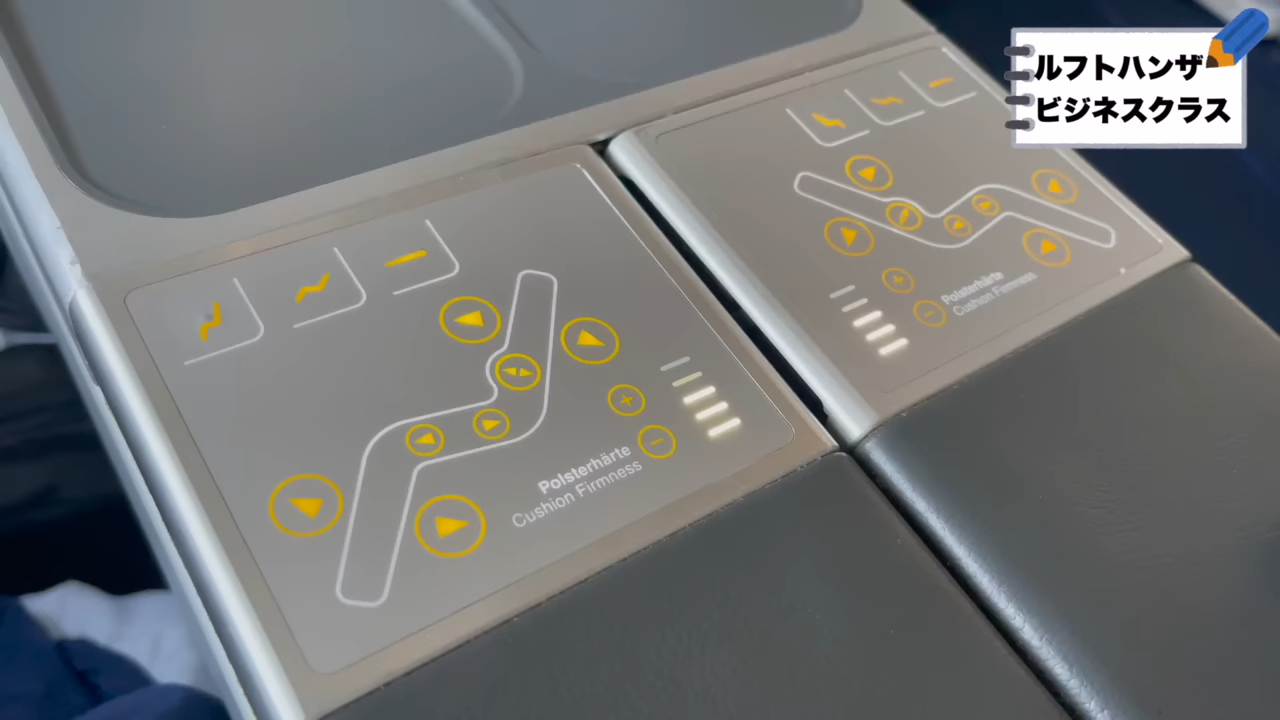 ルフトハンザ
ビジネスクラス
Polsterhärte
Cushion Firmness
Polsterhärte
Cushion Firmness